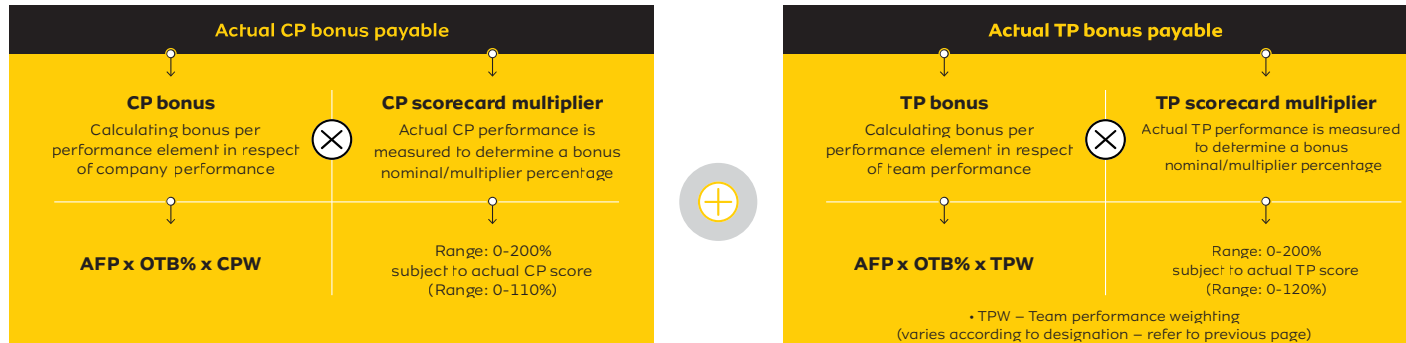 Actual CP bonus payable
CP bonus
Calculating bonus per
performance element in respect
of company performance
CP scorecard multiplier
Actual CP performance is
measured to determine a bonus
nominal/multiplier percentage
AFP x OTB% x CPW
Range: 0-200%
subject to actual CP score
(Range: 0-110%)
Actual TP bonus payable
TP bonus
Calculating bonus per
performance element in respect
of team performance
TP scorecard multiplier
Actual TP performance is measured
to determine a bonus
nominal/multiplier percentage
AFP x OTB% x TPW
Range: 0-200%
subject to actual TP score
(Range: 0-120%)
• TPW – Team performance weighting
(varies according to designation – refer to previous page)